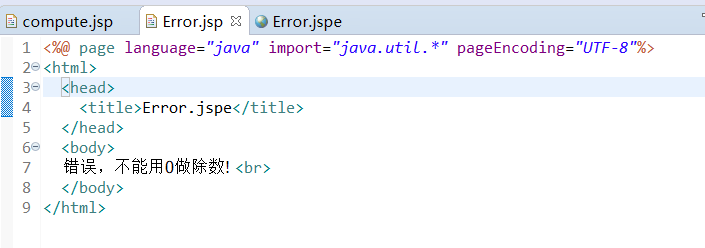 compute.jsp Error.jsp Error.jspe
1 <%@ page language="java" import="java.util.*" pageEncoding="UTF-8"%>
2 <html>
3 <head>
4 <title>Error.jspe</title>
5 </head>
6 <body>
7 错误，不能用0做除数！<br>
8 </body>
9 </html>